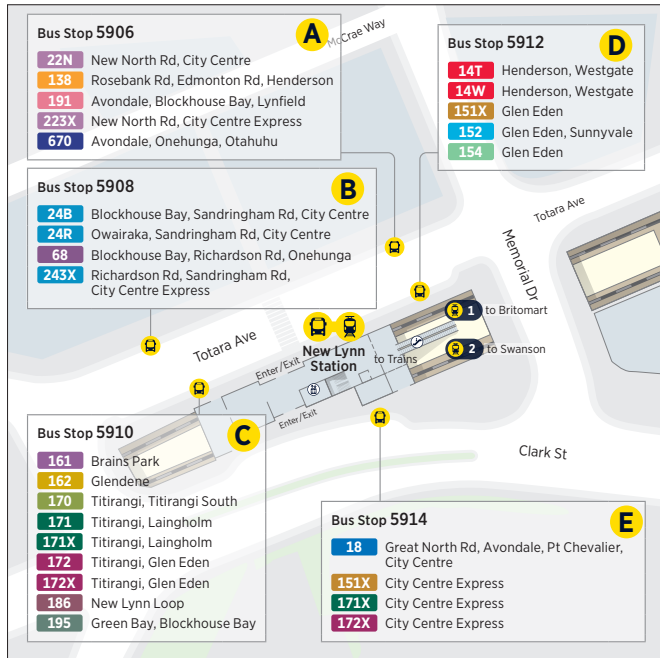 Bus Stop 5906
A
22N New North Rd, City Centre
138 Rosebank Rd, Edmonton Rd, Henderson
191 Avondale, Blockhouse Bay, Lynfield
223X New North Rd, City Centre Express
670 Avondale, Onehunga, Otahuhu
McCrae Way
Bus Stop 5912
D
14T Henderson, Westgate
14W Henderson, Westgate
151X Glen Eden
152 Glen Eden, Sunnyvale
154 Glen Eden
Bus Stop 5908
B
24B Blockhouse Bay, Sandringham Rd, City Centre
24R Owairaka, Sandringham Rd, City Centre
68 Blockhouse Bay, Richardson Rd, Onehunga
243X Richardson Rd, Sandringham Rd,
City Centre Express
Totara Ave
Memorial Dr
1 to Britomart
2 to Swanson
Totara Ave
New Lynn
Station
to Trains
Enter/Exit
Enter/Exit
Clark St
Bus Stop 5910
C
161 Brains Park
162 Glendene
170 Titirangi, Titirangi South
171 Titirangi, Laingholm
171X Titirangi, Laingholm
172 Titirangi, Glen Eden
172X Titirangi, Glen Eden
186 New Lynn Loop
195 Green Bay, Blockhouse Bay
Bus Stop 5914
E
18 Great North Rd, Avondale, Pt Chevalier,
City Centre
151X City Centre Express
171X City Centre Express
172X City Centre Express